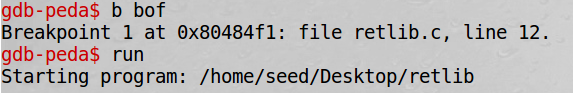 gdb-peda$ b bof
Breakpoint 1 at 0x80484f1: file retlib.c, line 12.
gdb-peda$ run
Starting program: /home/seed/Desktop/retlib